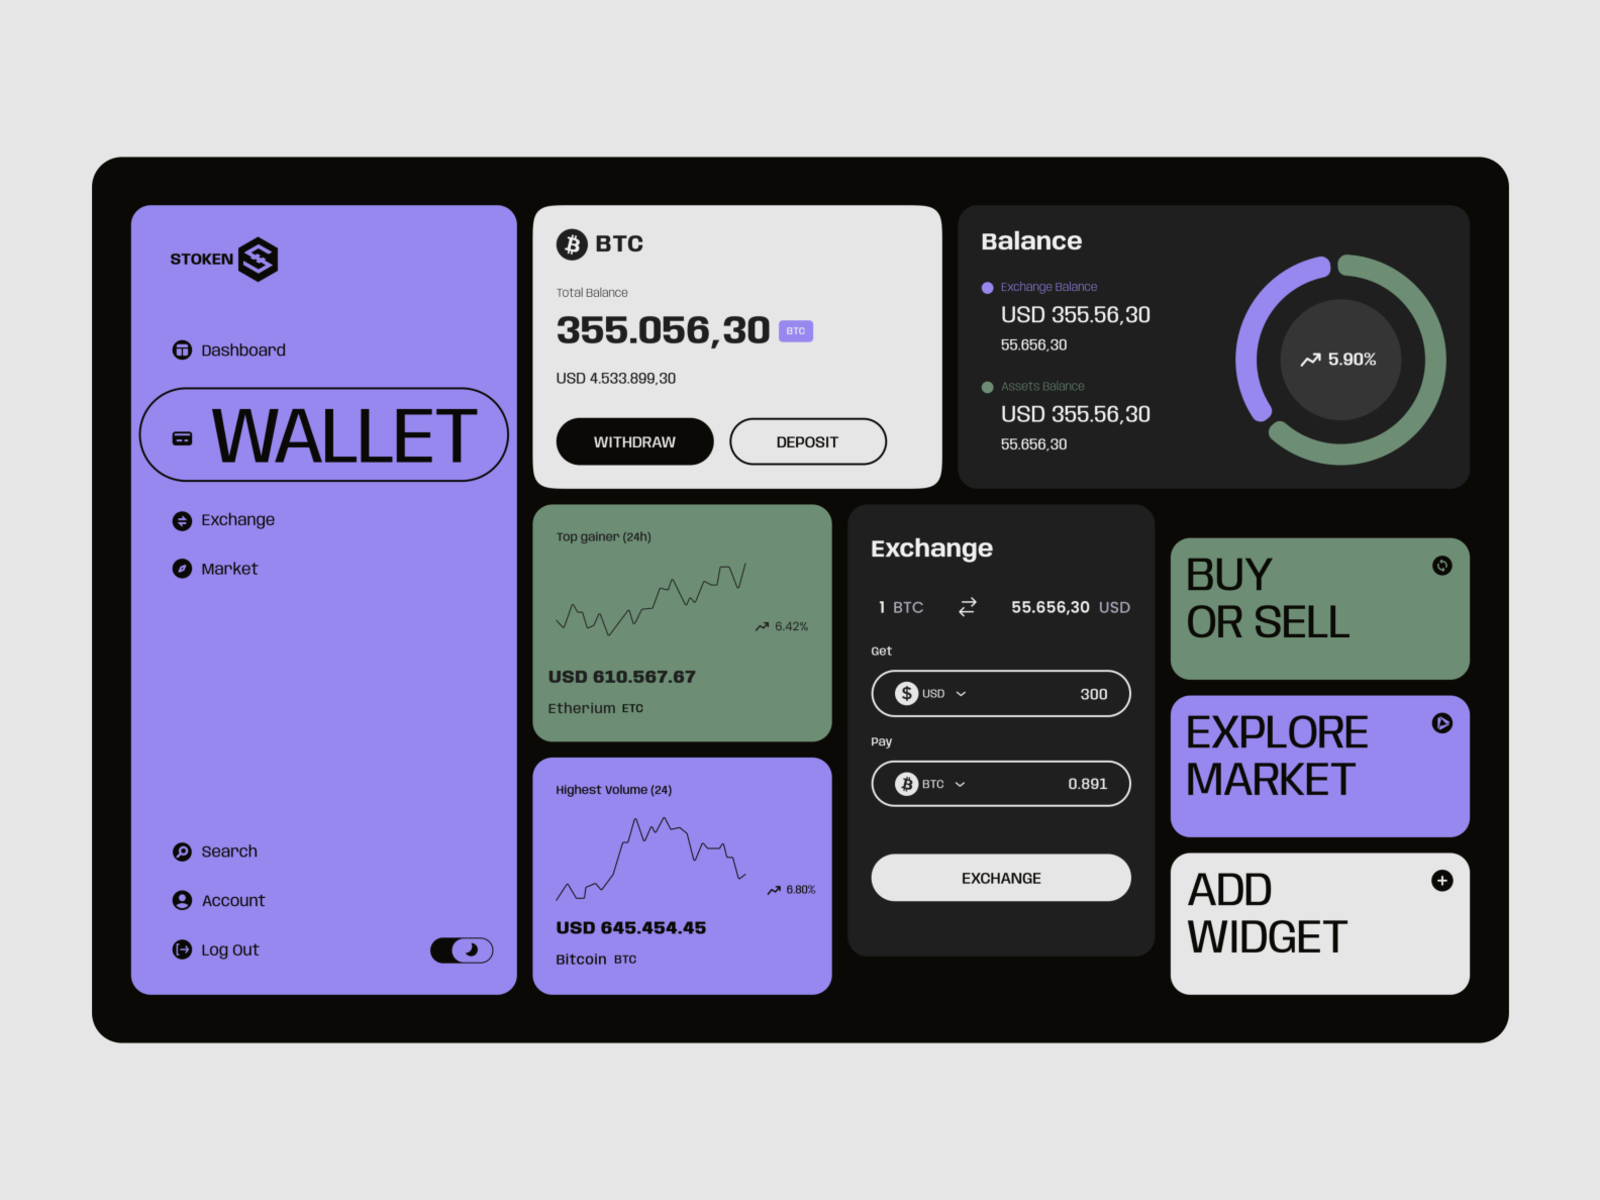 STOKEN
Dashboard
WALLET
Exchange
Market
Search
Account
Log Out
BTC
Total Balance
355.056,30 BTC
USD 4.533.899,30
WITHDRAW
DEPOSIT
Balance
Exchange Balance
USD 355.56,30
55.656,30
Assets Balance
USD 355.56,30
55.656,30
5.90%
Top gainer (24h)
6.42%
USD 610.567.67
Etherium ETC
Highest Volume (24)
6.80%
USD 645.454.45
Bitcoin BTC
Exchange
1 BTC
55.656,30 USD
Get
$ USD
300
Pay
BTC
0.891
EXCHANGE
BUY
OR SELL
EXPLORE
MARKET
ADD
WIDGET